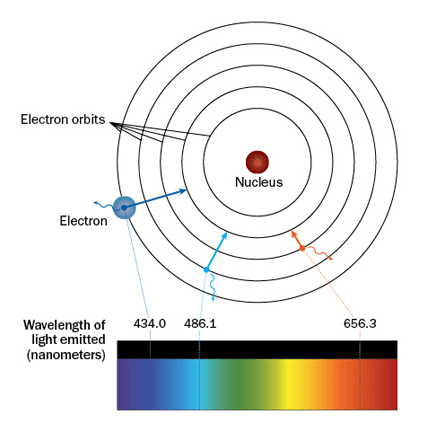 Electron orbits
Nucleus
Electron
Wavelength of
light emitted
(nanometers)
434.0 486.1 656.3